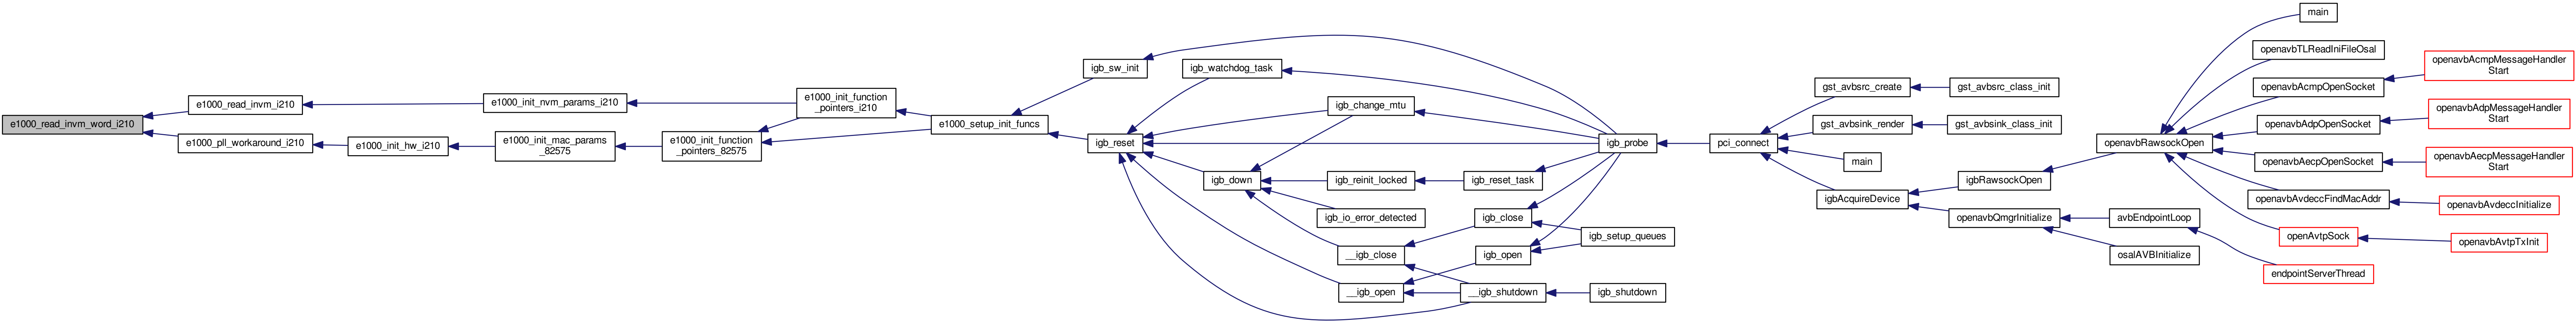 e1000_read_invm_word_i210
e1000_read_invm_i210
e1000_pll_workaround_i210
e1000_init_nvm_params_i210
e1000_init_hw_i210
e1000_init_mac_params
_82575
e1000_init_function
_pointers_i210
e1000_init_function
_pointers_82575
e1000_setup_init_funcs
igb_sw_init
igb_reset
igb_watchdog_task
igb_down
igb_change_mtu
igb_reinit_locked
igb_io_error_detected
__igb_close
__igb_open
igb_reset_task
igb_close
igb_open
__igb_shutdown
igb_probe
igb_setup_queues
igb_shutdown
pci_connect
gst_avbsrc_create
gst_avbsink_render
main
igbAcquireDevice
gst_avbsrc_class_init
gst_avbsink_class_init
igbRawsockOpen
openavbQmgrInitialize
openavbRawsockOpen
avbEndpointLoop
osalAVBInitialize
main
openavbTLReadIniFileOsal
openavbAcmpOpenSocket
openavbAdpOpenSocket
openavbAecpOpenSocket
openavbAvdeccFindMacAddr
openAvtpSock
endpointServerThread
openavbAcmpMessageHandler
Start
openavbAdpMessageHandler
Start
openavbAecpMessageHandler
Start
openavbAvdeccInitialize
openavbAvtpTxInit